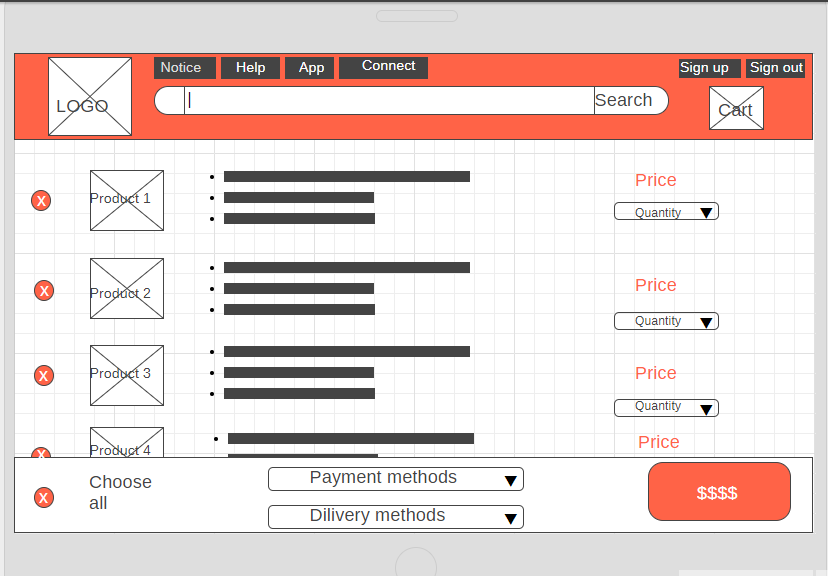 Notice Help App Connect Sign up Sign out
LOGO
Search
Cart
X Product 1 Price
Quantity
X Product 2 Price
Quantity
X Product 3 Price
Quantity
X Product 4 Price
X Choose all
Payment methods
Dilivery methods
$$$$